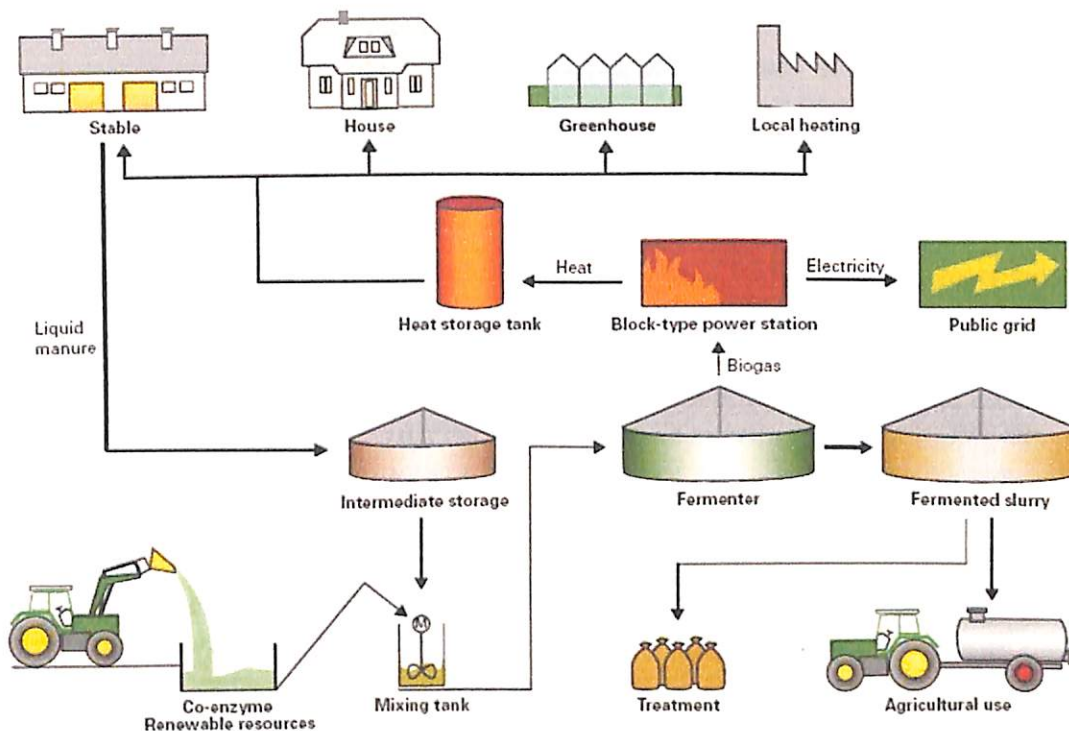 Stable
House
Greenhouse
Local heating
Heat
Electricity
Heat storage tank
Block-type power station
Public grid
Liquid
manure
Biogas
Intermediate storage
Fermenter
Fermented slurry
M
Co-enzyme
Renewable resources
Mixing tank
Treatment
Agricultural use